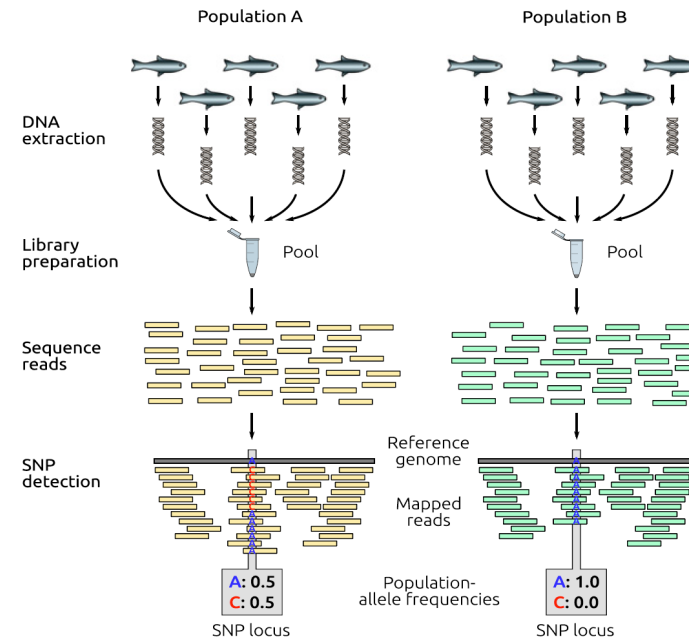 Population A
Population B
DNA
extraction
Library
preparation
Pool
Pool
Sequence
reads
Reference
genome
SNP
detection
Mapped
reads
A: 0.5
C: 0.5
Population-
allele frequencies
A: 1.0
C: 0.0
SNP locus
SNP locus